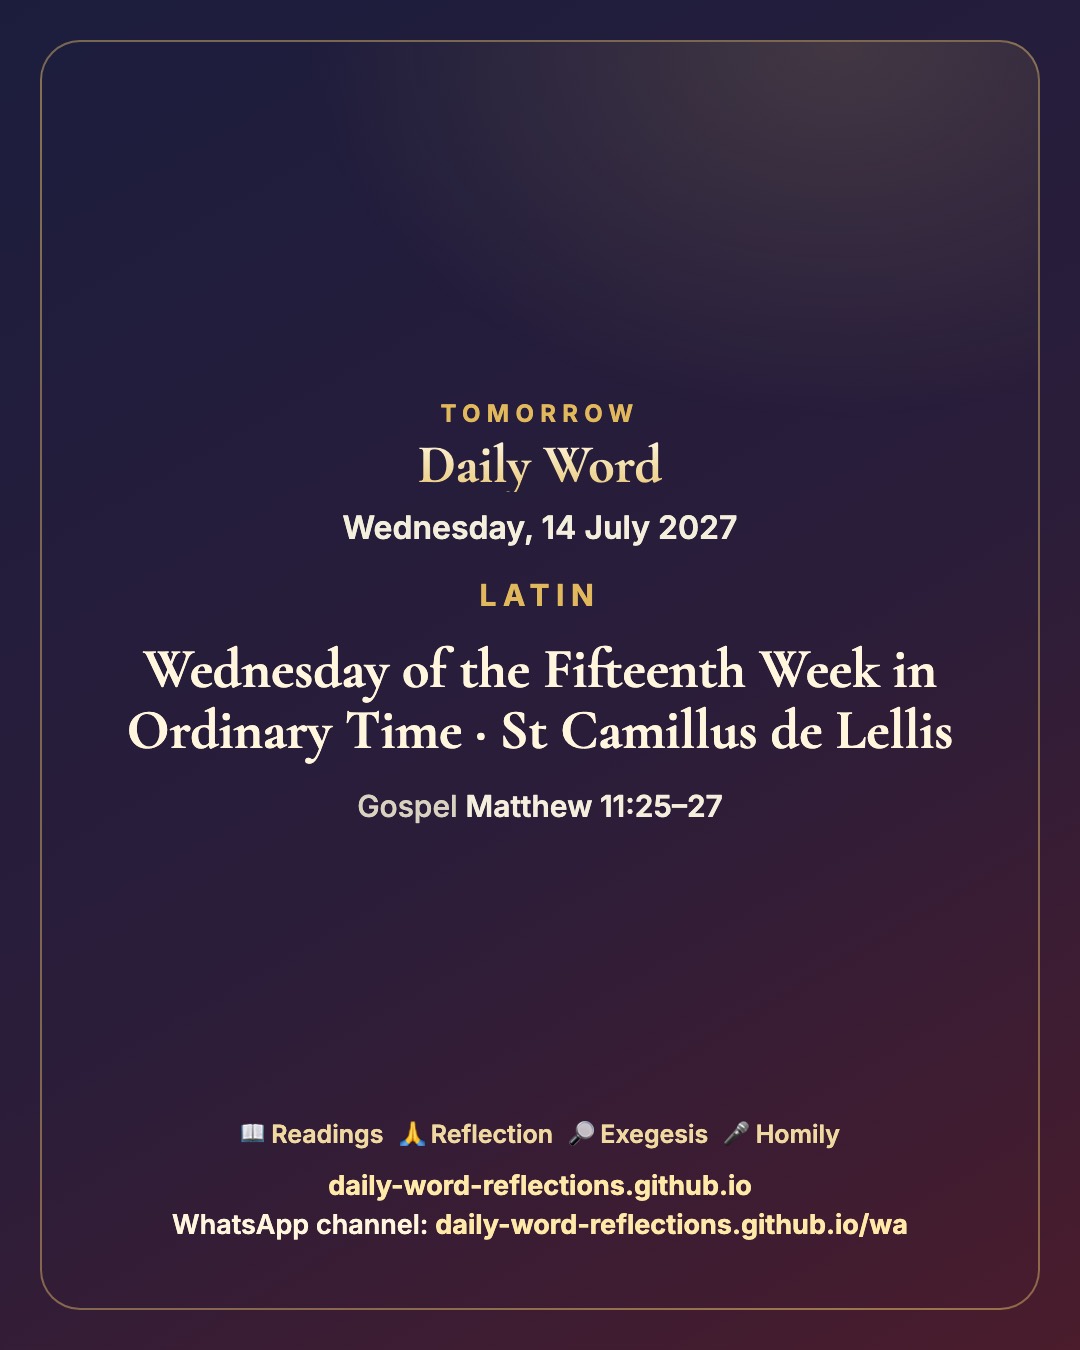 TOMORROW
Daily Word
Wednesday, 14 July 2027
LATIN
Wednesday of the Fifteenth Week in
Ordinary Time · St Camillus de Lellis
Gospel Matthew 11:25–27
📖 Readings 🙏 Reflection 🔎 Exegesis 🎤 Homily
daily-word-reflections.github.io
WhatsApp channel: daily-word-reflections.github.io/wa